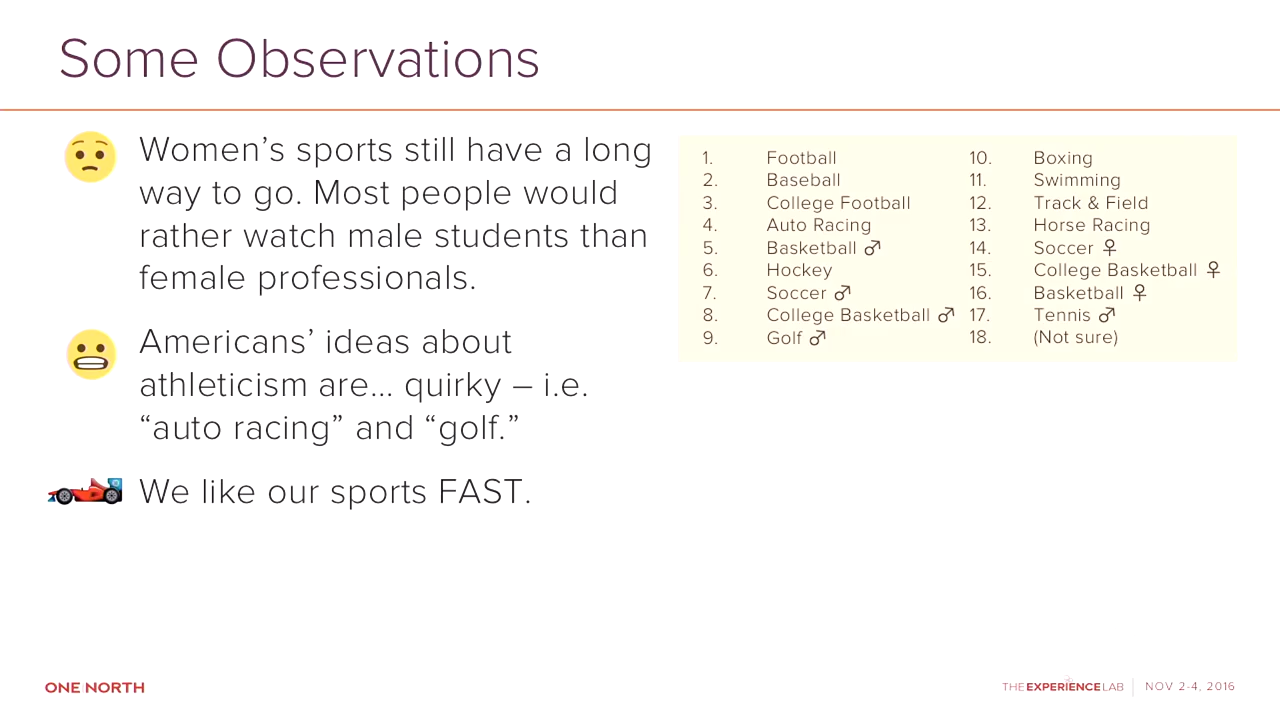 Some Observations
Women’s sports still have a long
way to go. Most people would
rather watch male students than
female professionals.
Americans’ ideas about
athleticism are... quirky – i.e.
“auto racing” and “golf.”
We like our sports FAST.
1. Football
2. Baseball
3. College Football
4. Auto Racing
5. Basketball ♂
6. Hockey
7. Soccer ♂
8. College Basketball ♂
9. Golf ♂
10. Boxing
11. Swimming
12. Track & Field
13. Horse Racing
14. Soccer ♀
15. College Basketball ♀
16. Basketball ♀
17. Tennis ♂
18. (Not sure)
ONE NORTH
THE EXPERIENCE LAB | NOV 2-4, 2016